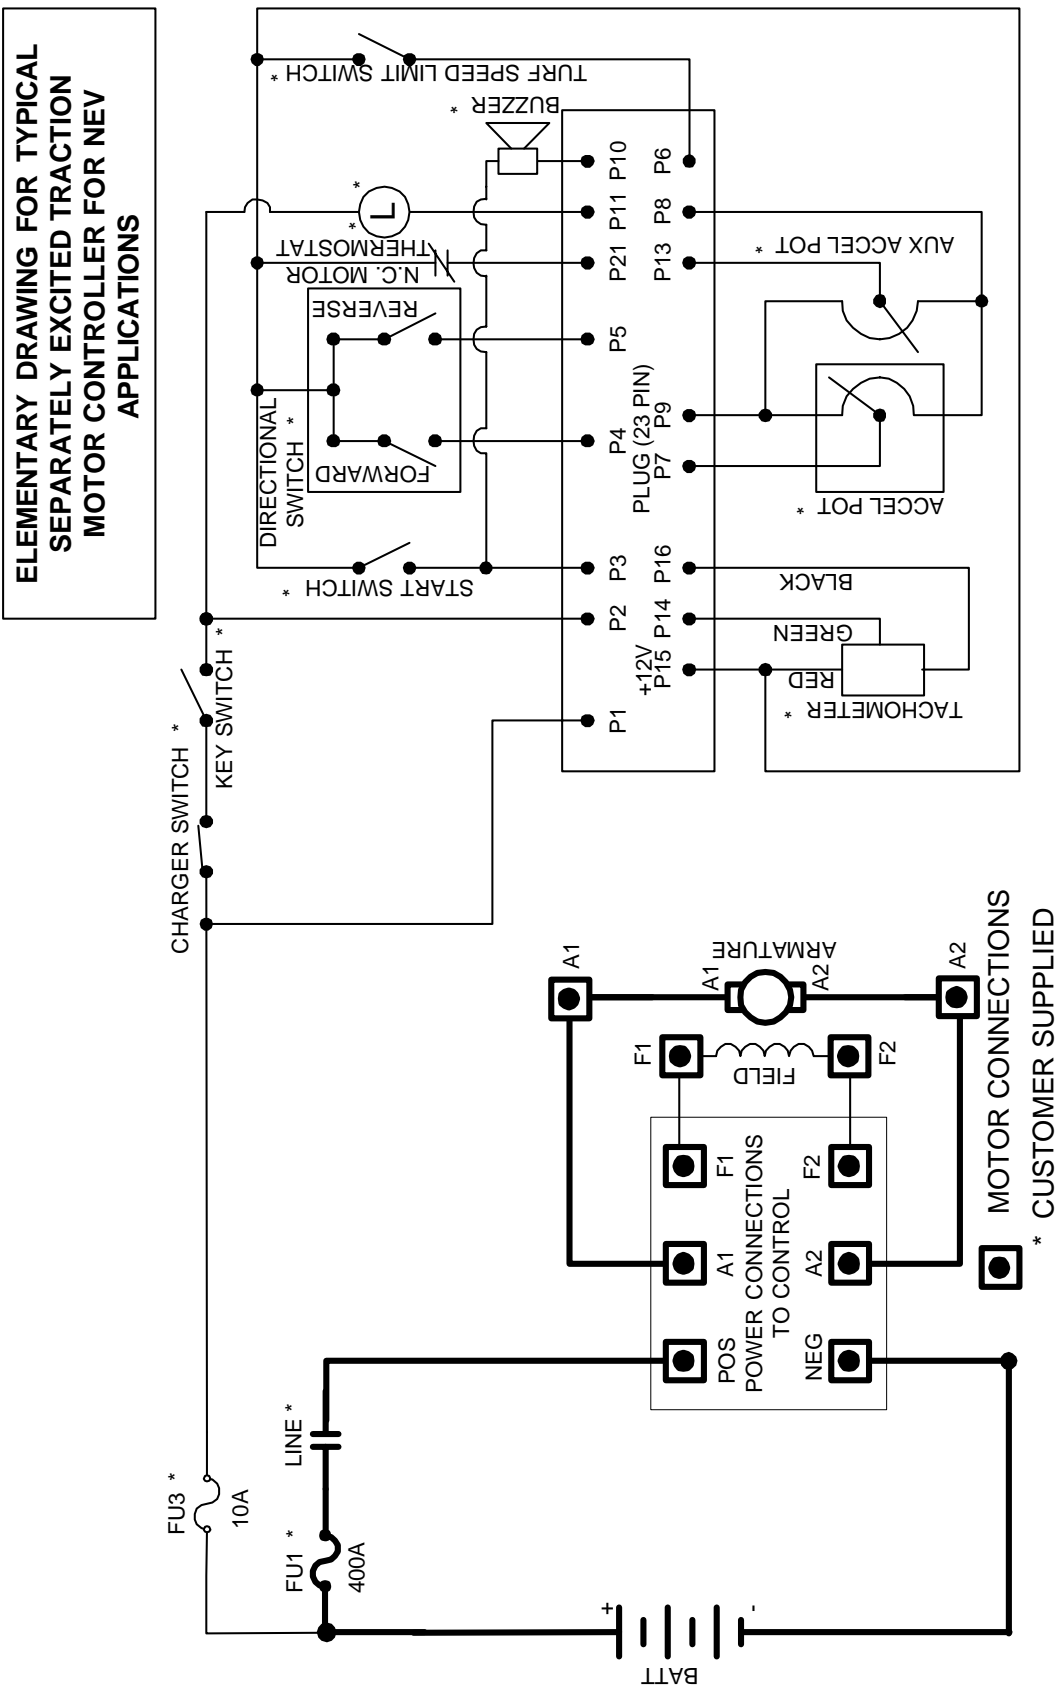 ELEMENTARY DRAWING FOR TYPICAL
SEPARATELY EXCITED TRACTION
MOTOR CONTROLLER FOR NEV
APPLICATIONS
TURF SPEED LIMIT SWITCH *
BUZZER *
*
L
*
N.C. MOTOR
THERMOSTAT
REVERSE
FORWARD
DIRECTIONAL
SWITCH *
START SWITCH *
KEY SWITCH *
CHARGER SWITCH *
P10
P11
P21
P5
P4
P3
P2
P1
PLUG (23 PIN)
P6
P8
P13
P9
P7
P16
P14
+12V
P15
AUX ACCEL POT *
ACCEL POT *
BLACK
GREEN
RED
TACHOMETER *
FU3 *
10A
FU1 *
400A
LINE *
+
-
BATT
POS
NEG
A1
A2
F1
F2
POWER CONNECTIONS
TO CONTROL
F1
F2
FIELD
A1
A2
ARMATURE
A1
A2
MOTOR CONNECTIONS
* CUSTOMER SUPPLIED